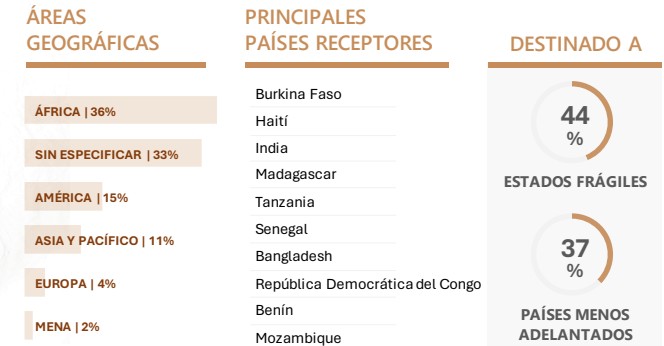 ÁREAS
GEOGRÁFICAS
ÁFRICA | 36%
SIN ESPECIFICAR | 33%
AMÉRICA | 15%
ASIA Y PACÍFICO | 11%
EUROPA | 4%
MENA | 2%
PRINCIPALES
PAÍSES RECEPTORES
Burkina Faso
Haití
India
Madagascar
Tanzania
Senegal
Bangladesh
República Democrática del Congo
Benín
Mozambique
DESTINADO A
44
%
ESTADOS FRÁGILES
37
%
PAÍSES MENOS
ADELANTADOS